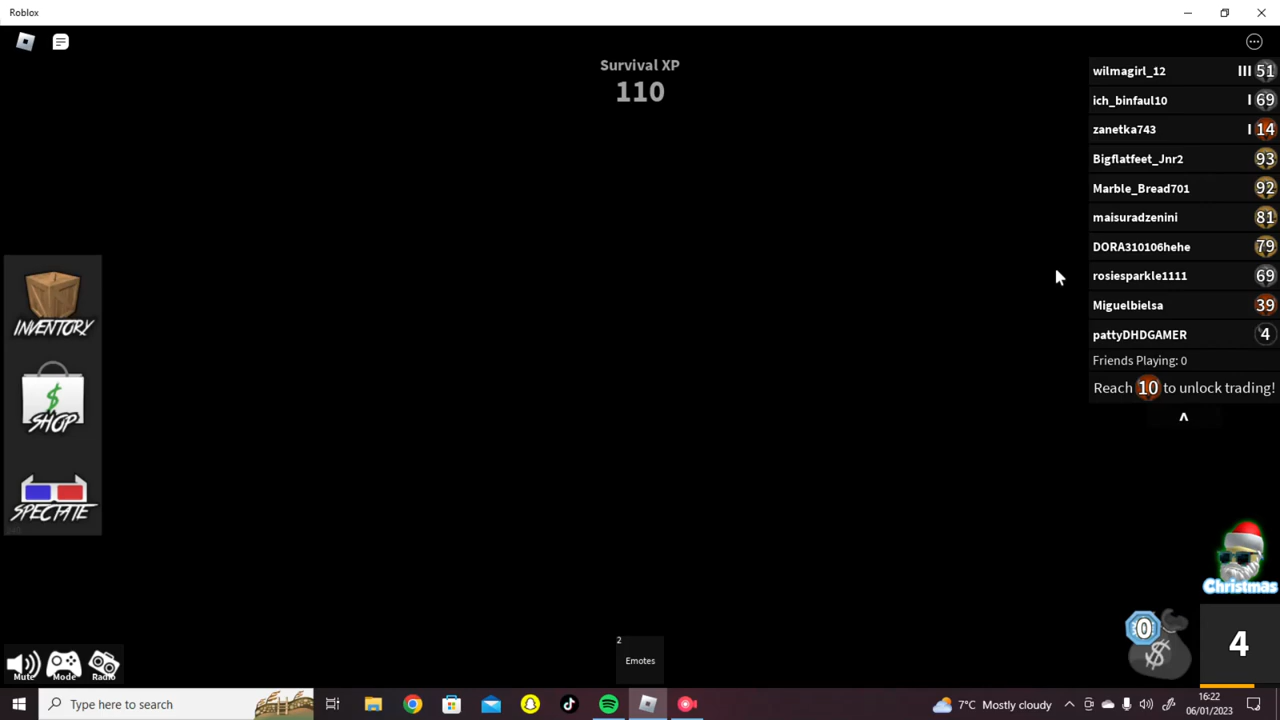 Roblox
Survival XP
110
wilmagirl_12 III 51
ich_binfaul10 I 69
zanetka743 I 14
Bigflatfeet_Jnr2 93
Marble_Bread701 92
maisuradzenini 81
DORA310106hehe 79
rosiesparkle1111 69
Miguelbielsa 39
pattyDHDGAMER 4
Friends Playing: 0
Reach 10 to unlock trading!
INVENTORY
SHOP
SPECTATE
Christmas
0
4
2
Emotes
Mute Mode Radio
Type here to search
7°C Mostly cloudy
16:22
06/01/2023